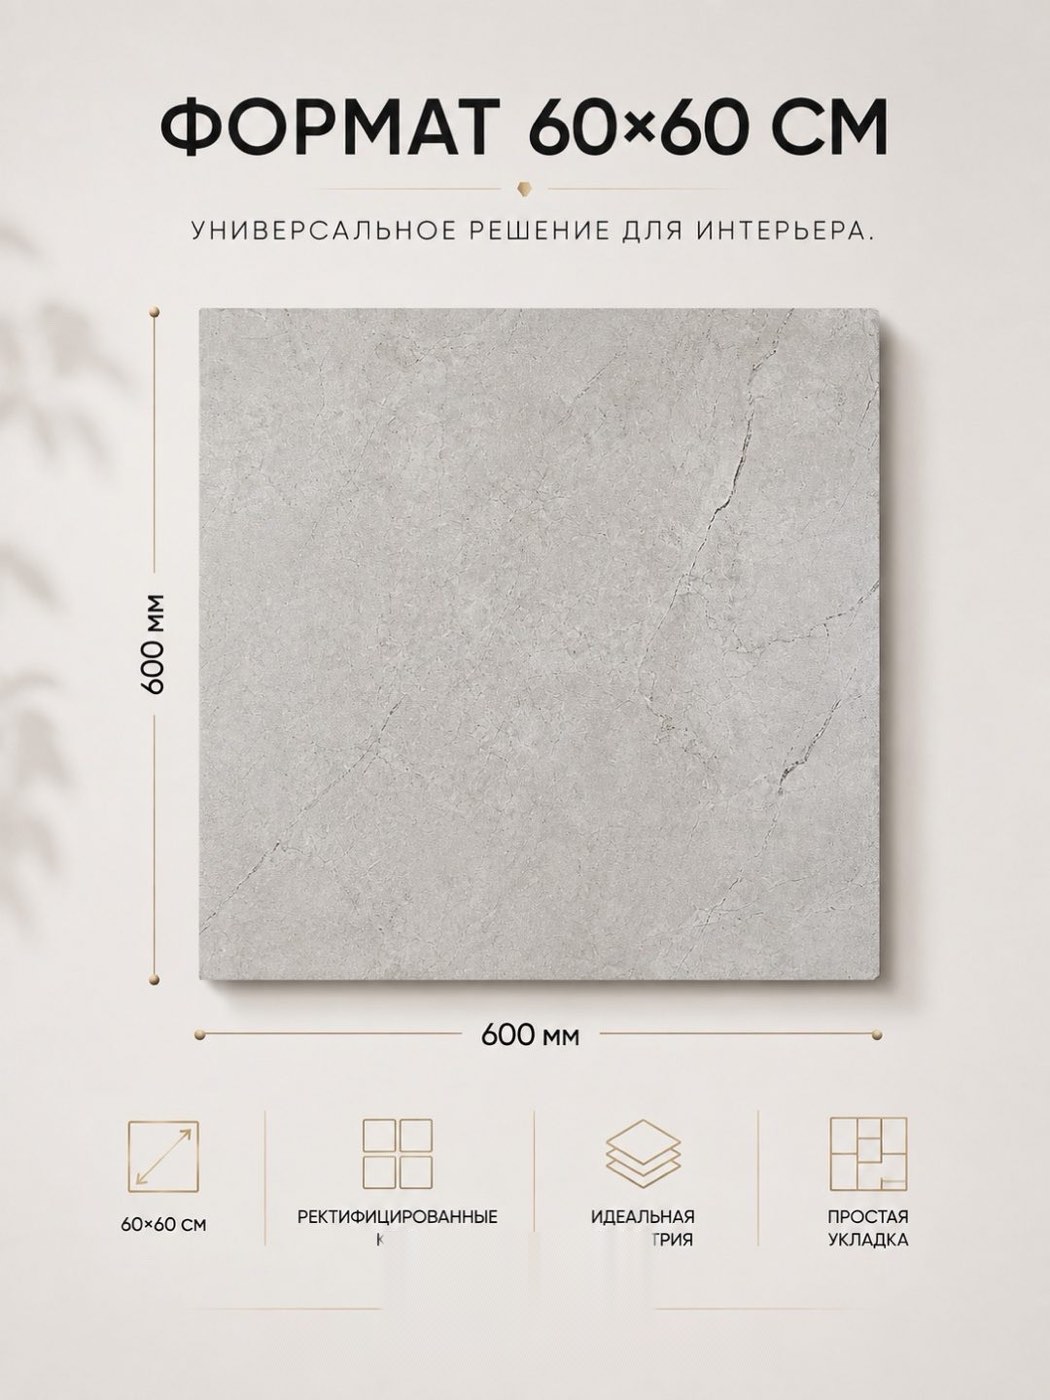 ФОРМАТ 60×60 СМ
УНИВЕРСАЛЬНОЕ РЕШЕНИЕ ДЛЯ ИНТЕРЬЕРА.
600 мм
600 мм
60×60 СМ
РЕКТИФИЦИРОВАННЫЕ
ИДЕАЛЬНАЯ
ПРОСТАЯ
УКЛАДКА